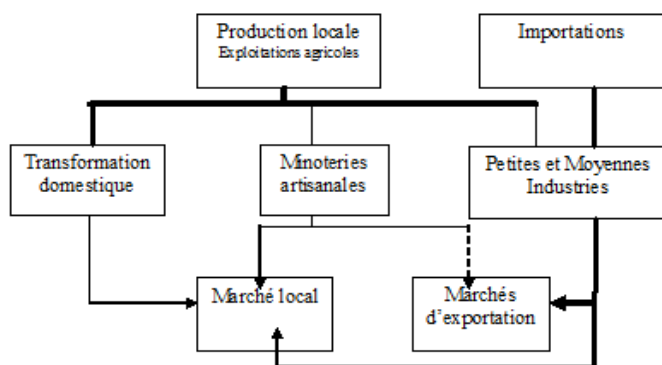 Production locale
Exploitations agricoles
Importations
Transformation
domestique
Minoteries
artisanales
Petites et Moyennes
Industries
Marché local
Marchés
d'exportation